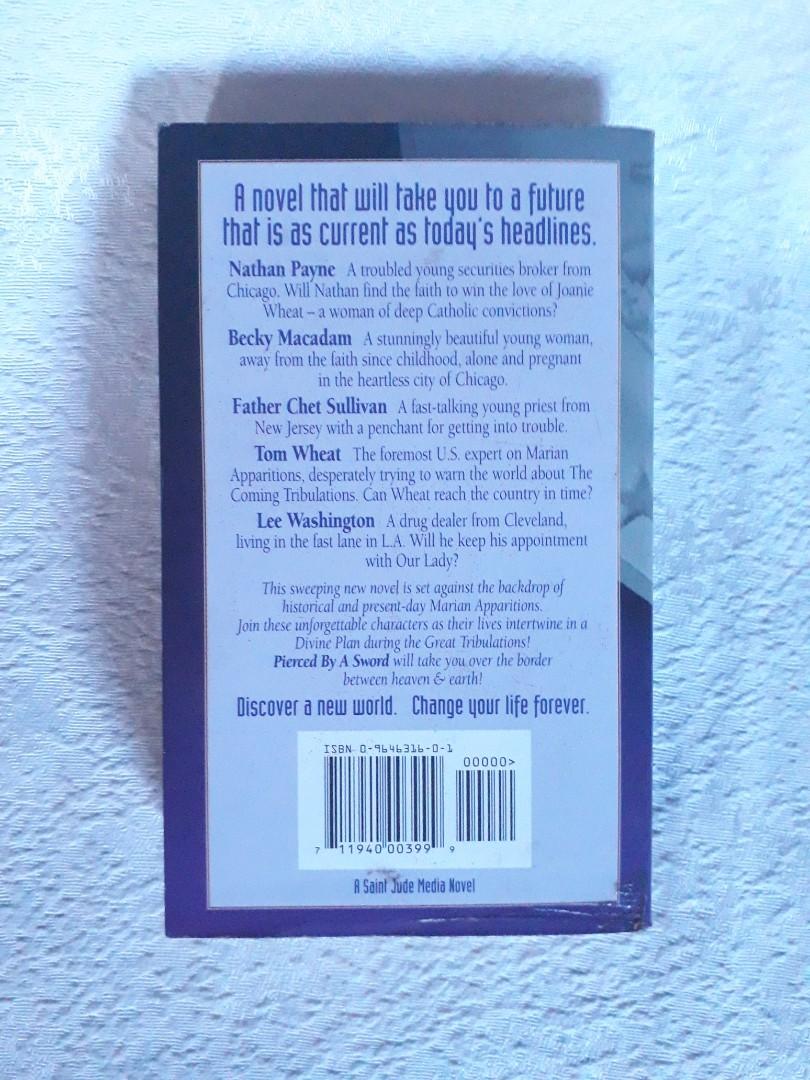 A novel that will take you to a future
that is as current as today's headlines.
Nathan Payne A troubled young securities broker from
Chicago. Will Nathan find the faith to win the love of Joanie
Wheat – a woman of deep Catholic convictions?
Becky Macadam A stunningly beautiful young woman,
away from the faith since childhood, alone and pregnant
in the heartless city of Chicago.
Father Chet Sullivan A fast-talking young priest from
New Jersey with a penchant for getting into trouble.
Tom Wheat The foremost U.S. expert on Marian
Apparitions, desperately trying to warn the world about The
Coming Tribulations. Can Wheat reach the country in time?
Lee Washington A drug dealer from Cleveland,
living in the fast lane in L.A. Will he keep his appointment
with Our Lady?
This sweeping new novel is set against the backdrop of
historical and present-day Marian Apparitions.
Join these unforgettable characters as their lives intertwine in a
Divine Plan during the Great Tribulations!
Pierced By A Sword will take you over the border
between heaven & earth!
Discover a new world. Change your life forever.
ISBN 0-9646316-0-1
00000>
7 11940 00399 9
A Saint Jude Media Novel